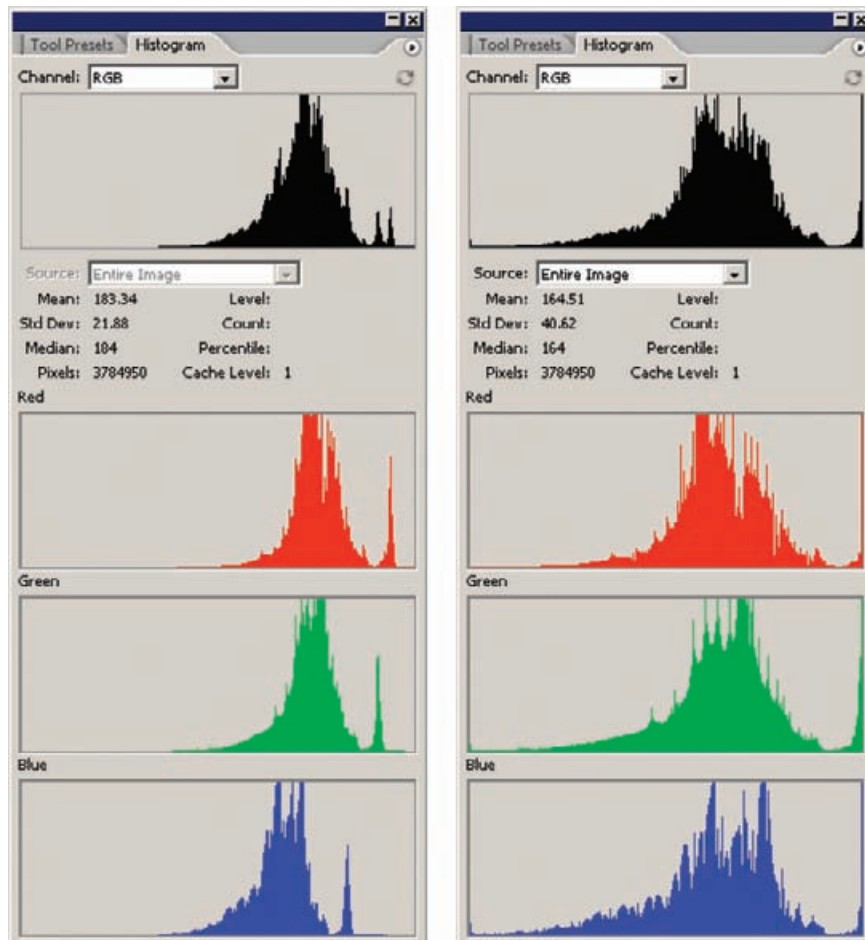 Tool Presets Histogram
Channel: RGB
Source: Entire Image
Mean: 183.34 Level:
Std Dev: 21.88 Count:
Median: 184 Percentile:
Pixels: 3784950 Cache Level: 1
Red
Green
Blue
Tool Presets Histogram
Channel: RGB
Source: Entire Image
Mean: 164.51 Level:
Std Dev: 40.62 Count:
Median: 164 Percentile:
Pixels: 3784950 Cache Level: 1
Red
Green
Blue